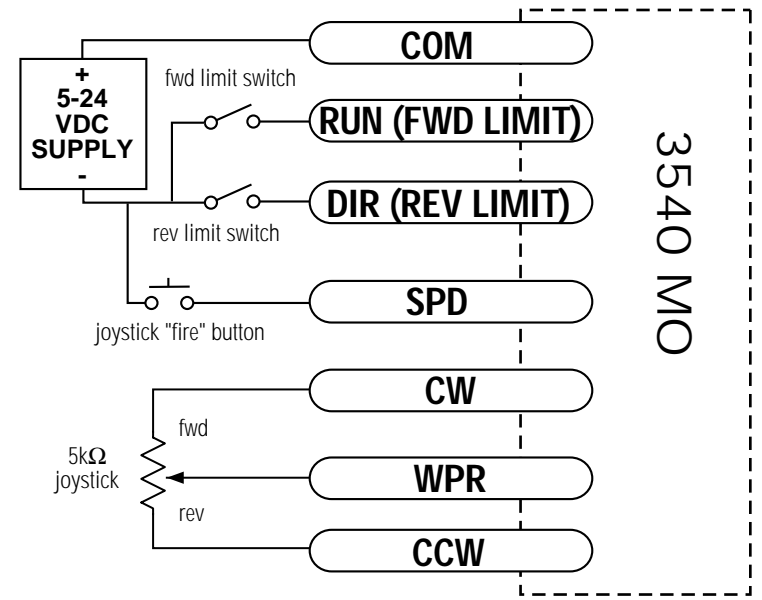 COM
+
5-24
VDC
SUPPLY
-
fwd limit switch
RUN (FWD LIMIT)
DIR (REV LIMIT)
rev limit switch
SPD
joystick "fire" button
CW
fwd
5kΩ
joystick
WPR
rev
CCW
3540 MO